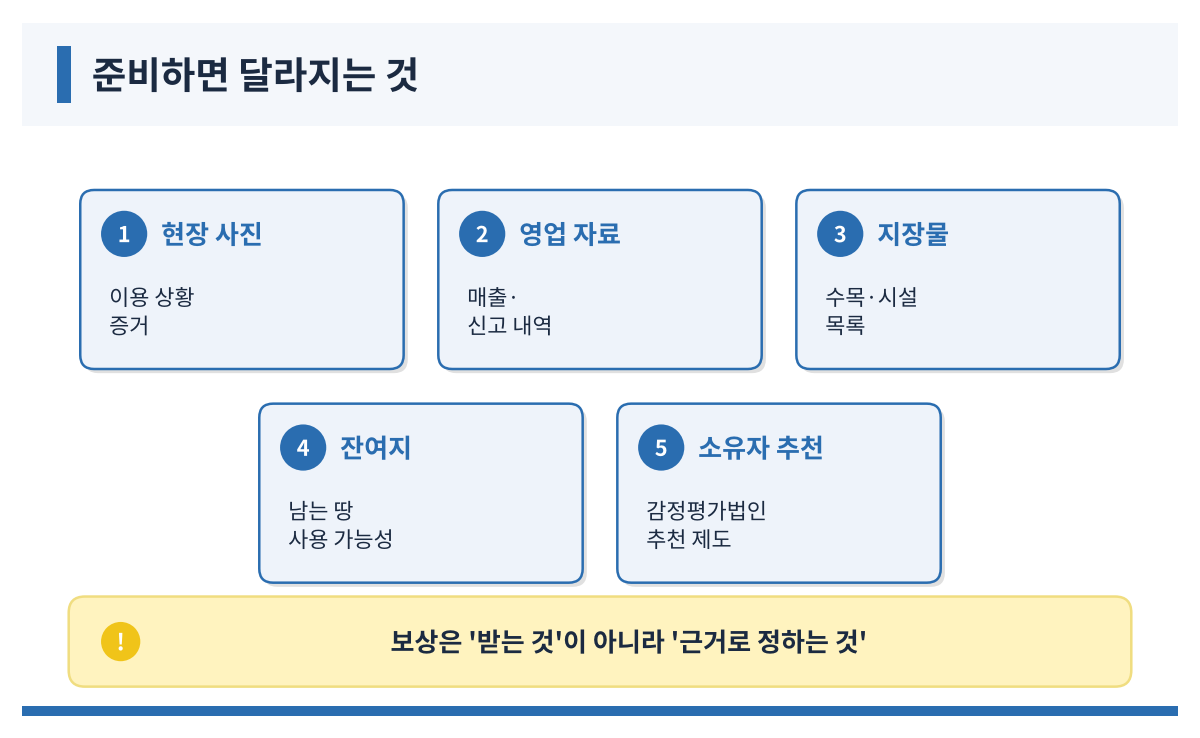 준비하면 달라지는 것
1 현장 사진
이용 상황
증거
2 영업 자료
매출·
신고 내역
3 지장물
수목·시설
목록
4 잔여지
남는 땅
사용 가능성
5 소유자 추천
감정평가법인
추천 제도
! 보상은 '받는 것'이 아니라 '근거로 정하는 것'